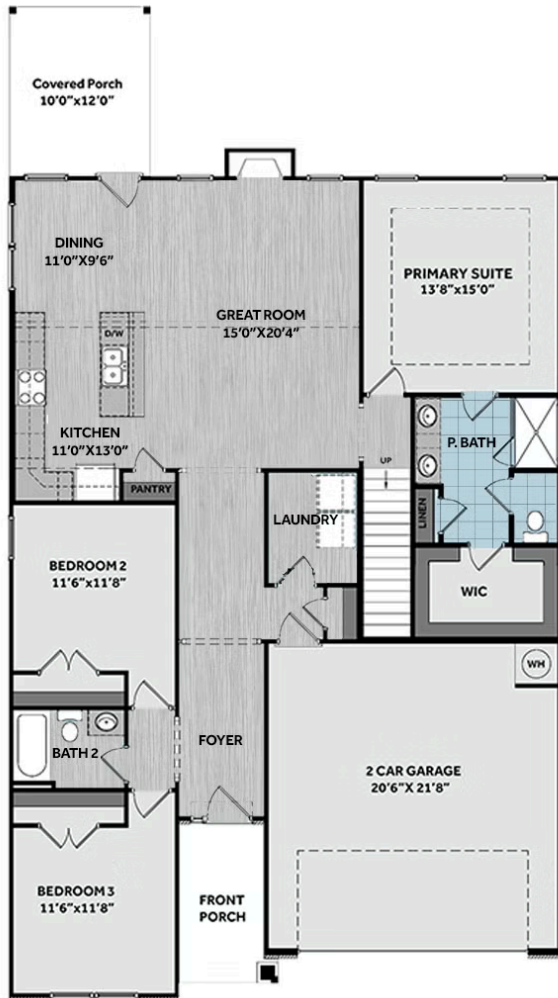 Covered Porch
10'0"x12'0"
DINING
11'0"X9'6"
GREAT ROOM
15'0"X20'4"
PRIMARY SUITE
13'8"x15'0"
D/W
KITCHEN
11'0"X13'0"
P. BATH
UP
PANTRY
LAUNDRY
LINEN
BEDROOM 2
11'6"x11'8"
WIC
WH
BATH 2
FOYER
2 CAR GARAGE
20'6"X 21'8"
BEDROOM 3
11'6"x11'8"
FRONT
PORCH